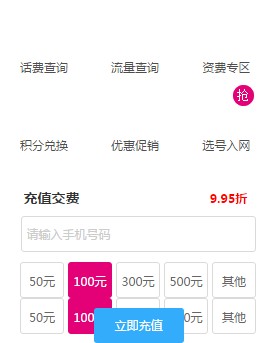 话费查询 流量查询 资费专区
抢
积分兑换 优惠促销 选号入网
充值交费 9.95折
请输入手机号码
50元 100元 300元 500元 其他
50元 其他
立即充值